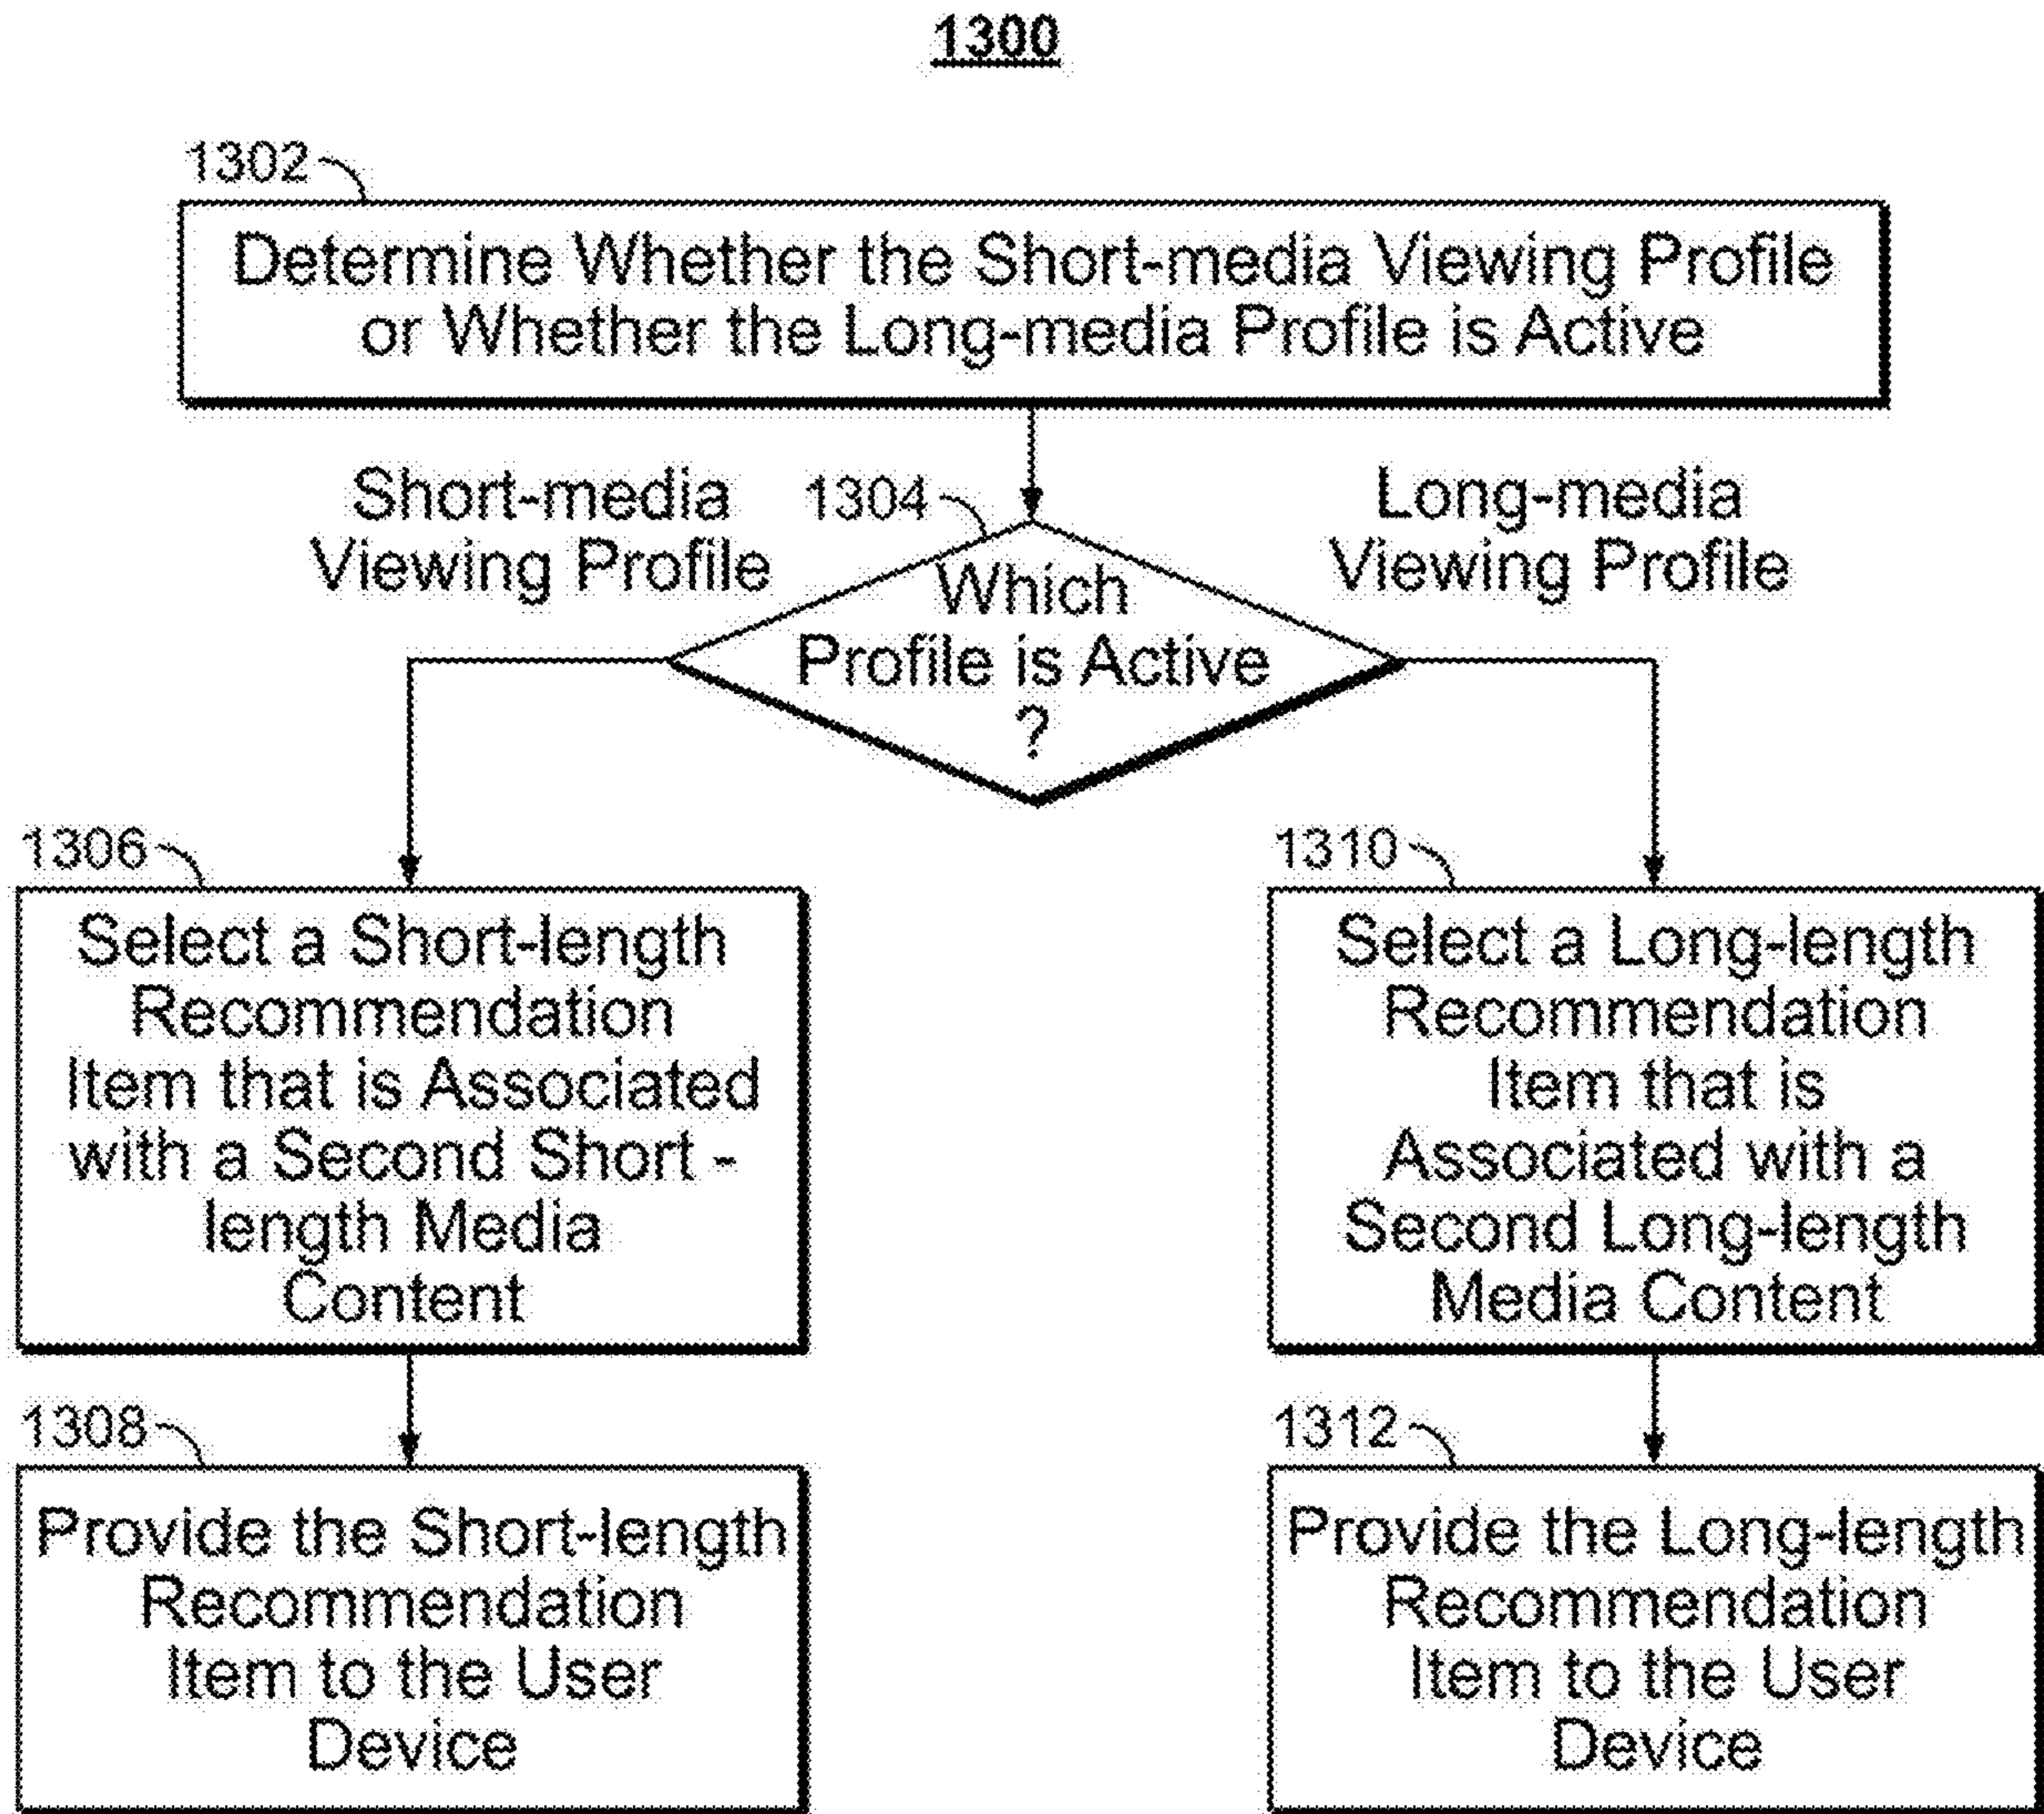 1300
1302
Determine Whether the Short-media Viewing Profile
or Whether the Long-media Profile is Active
Short-media
Viewing Profile
1304
Long-media
Viewing Profile
Which
Profile is Active
?
1306
Select a Short-length
Recommendation
Item that is Associated
with a Second Short -
length Media
Content
1310
Select a Long-length
Recommendation
Item that is
Associated with a
Second Long-length
Media Content
1308
Provide the Short-length
Recommendation
Item to the User
Device
1312
Provide the Long-length
Recommendation
Item to the User
Device